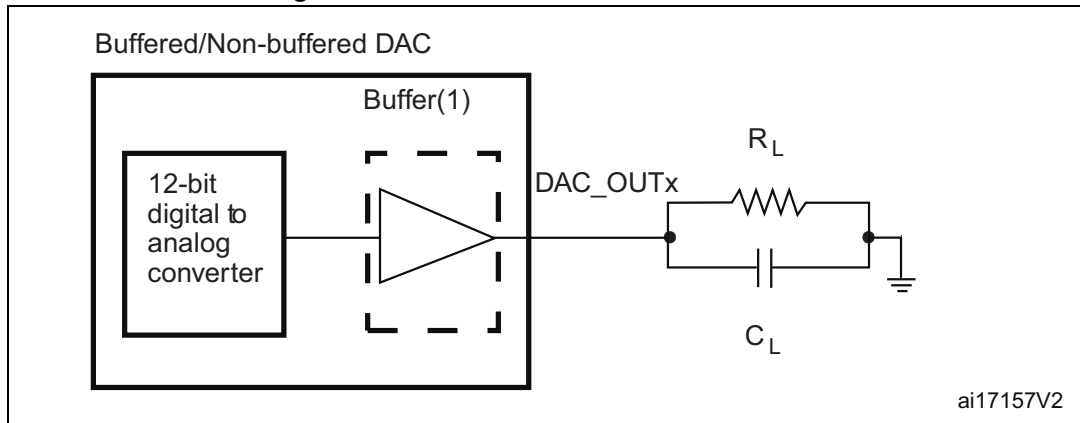 Buffered/Non-buffered DAC
Buffer(1)
12-bit
digital to
analog
converter
DAC_OUTx
R L
C L
ai17157V2